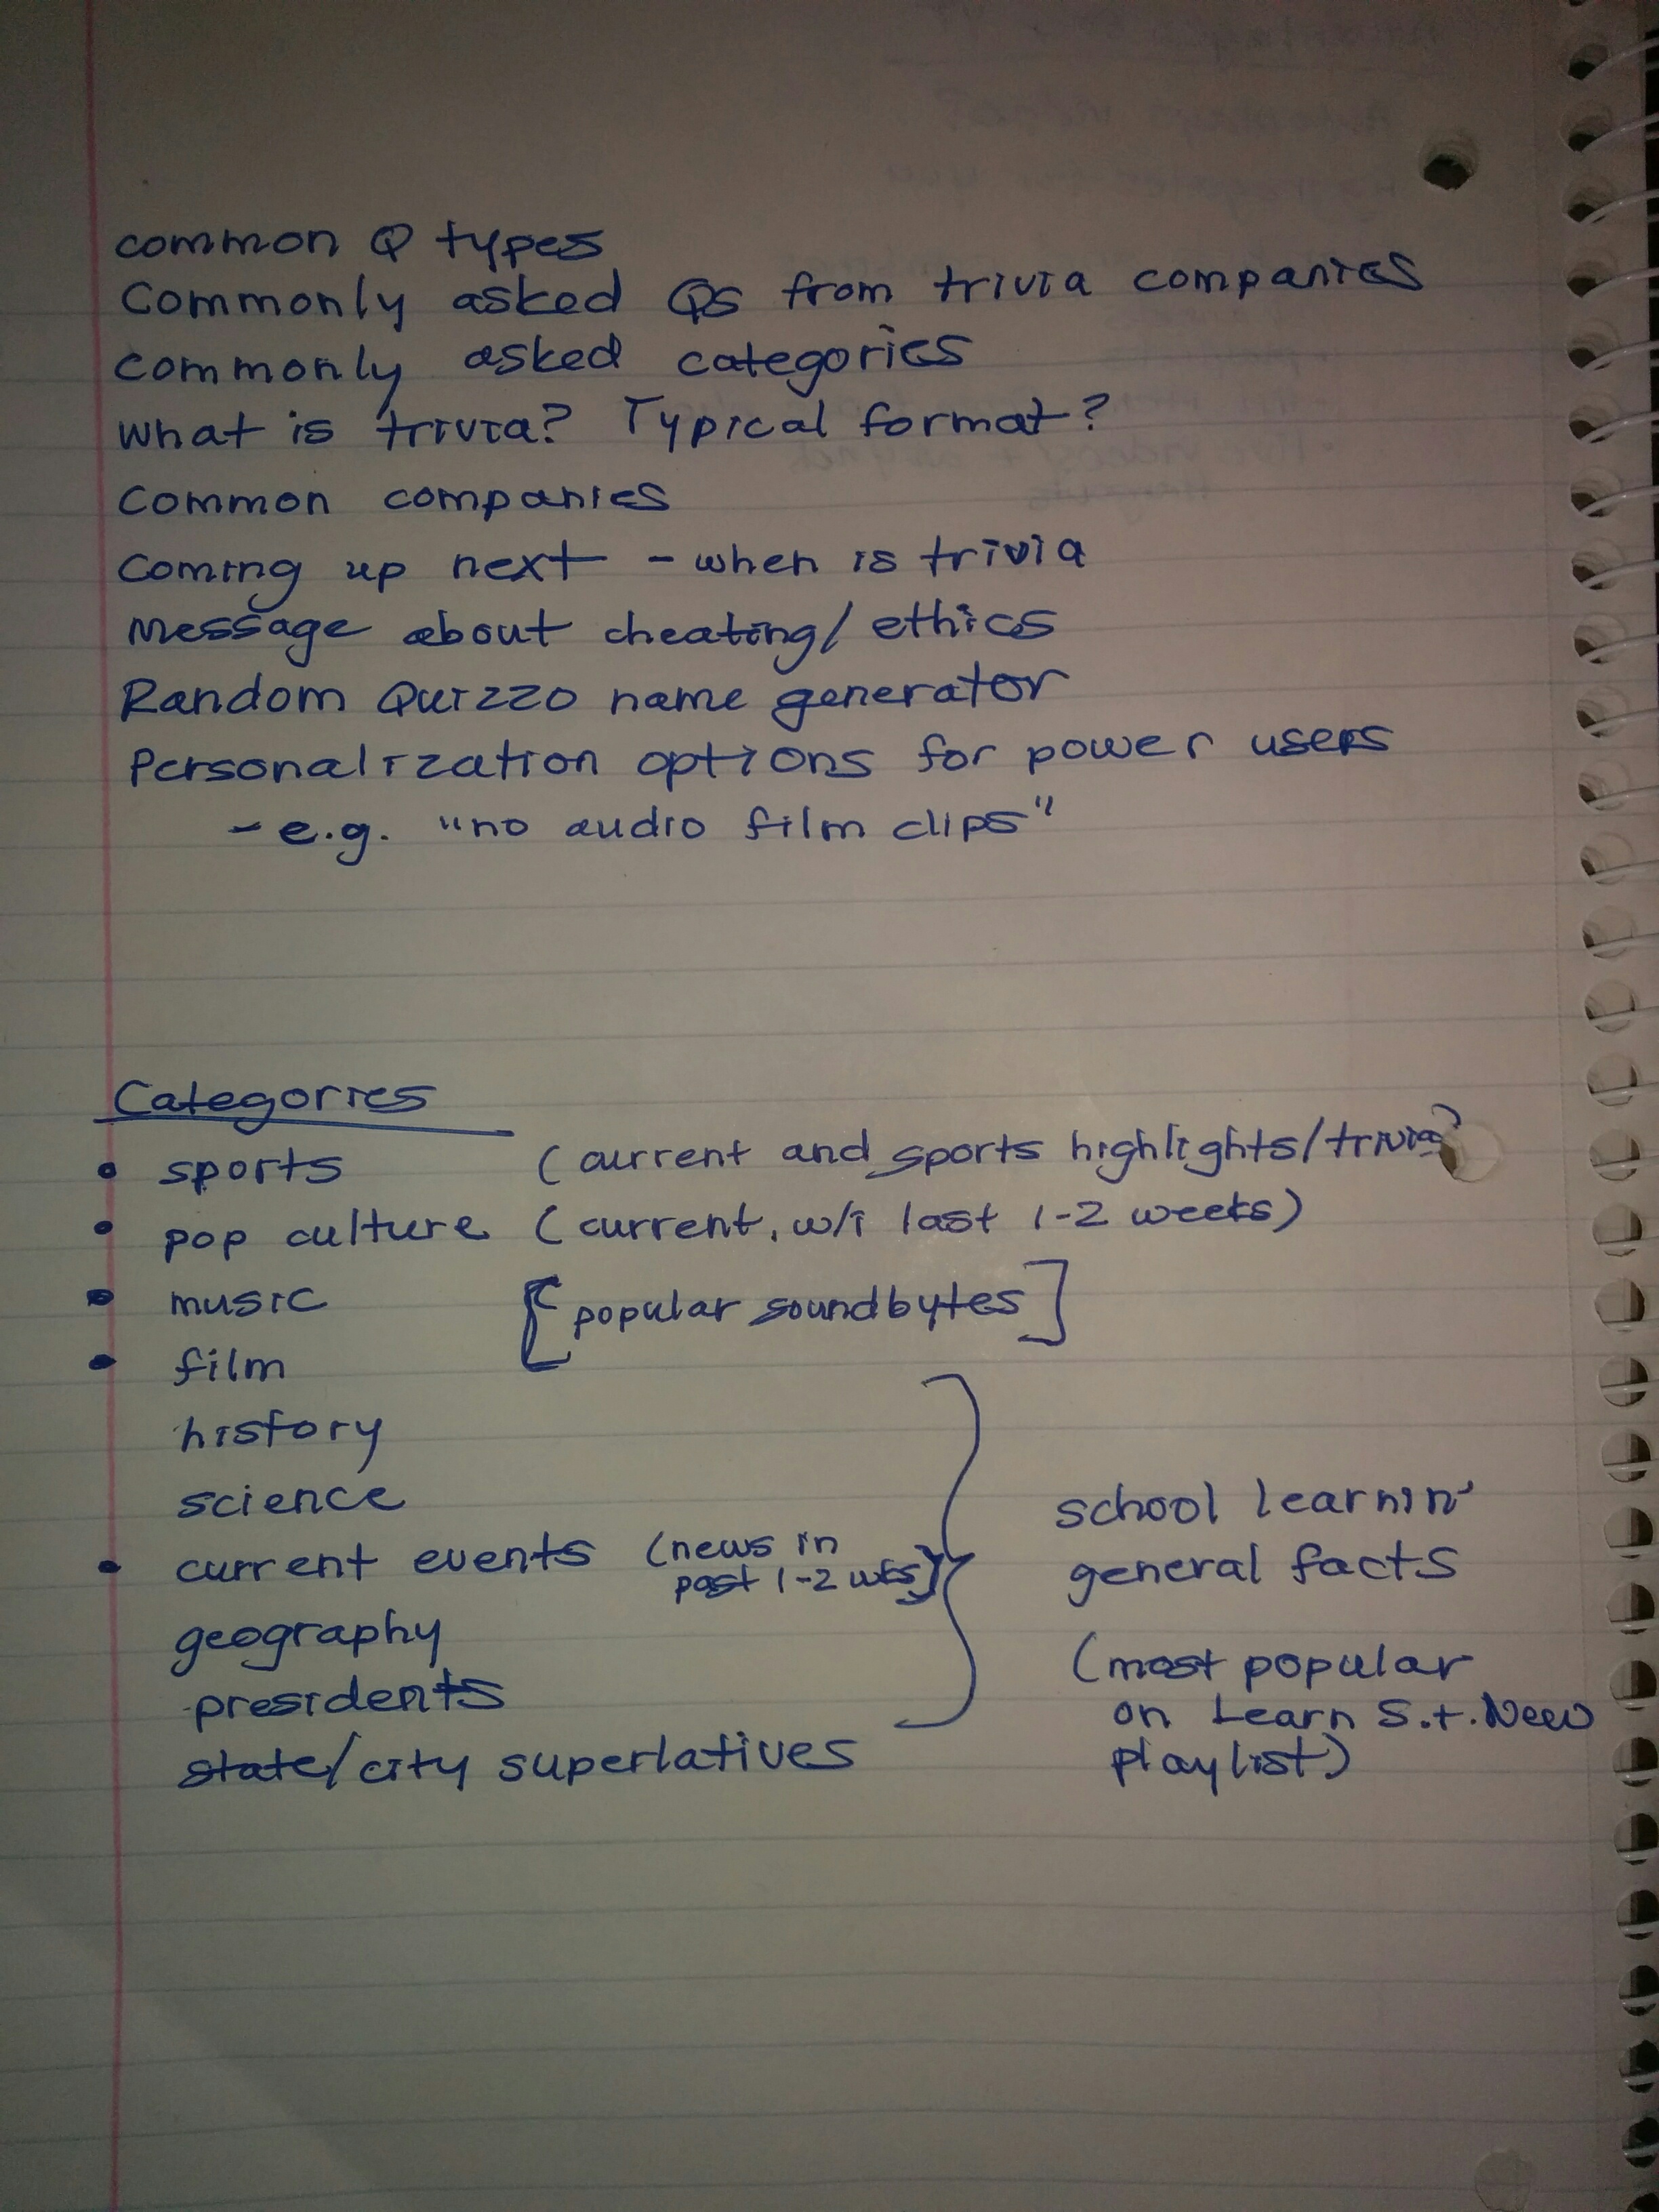 common Q types
Commonly asked Qs from trivia companies
commonly asked categories
What is trivia? Typical format?
Common companies
Coming up next - when is trivia
Message about cheating/ethics
Random Quizzo name generator
Personalization options for power users
- e.g. "no audio film clips"
Categories
• sports (current and sports highlights/trivia)
• pop culture (current, w/i last 1-2 weeks)
• music [popular soundbytes]
• film
history
science
• current events (news in
past 1-2 wks)
geography
presidents
state/city superlatives
school learnin'
general facts
(most popular
on Learn S.t. New
playlist)